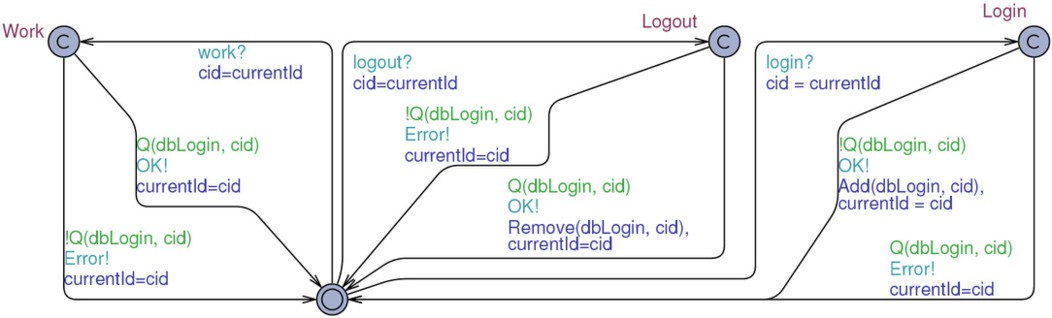 Work
C
work?
cid=currentId
Q(dbLogin, cid)
OK!
currentId=cid
!Q(dbLogin, cid)
Error!
currentId=cid
Logout
C
logout?
cid=currentId
!Q(dbLogin, cid)
Error!
currentId=cid
Q(dbLogin, cid)
OK!
Remove(dbLogin, cid),
currentId=cid
Login
C
login?
cid = currentId
!Q(dbLogin, cid)
OK!
Add(dbLogin, cid),
currentId = cid
Q(dbLogin, cid)
Error!
currentId=cid